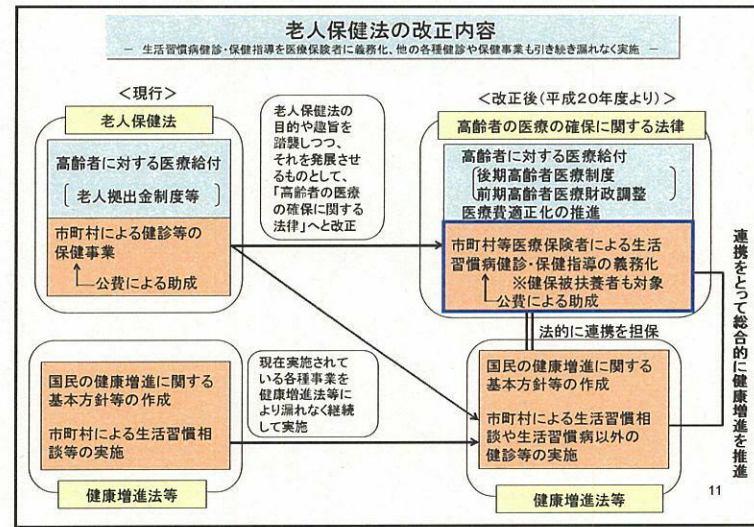 老人保健法の改正内容
－ 生活習慣病健診・保健指導を医療保険者に義務化、他の各種健診や保健事業も引き続き漏れなく実施 －
＜現行＞
老人保健法
高齢者に対する医療給付
老人拠出金制度等
市町村による健診等の
保健事業
公費による助成
老人保健法の
目的や趣旨を
踏襲しつつ、
それを発展させ
るものとして、
「高齢者の医療
の確保に関する
法律」へと改正
＜改正後(平成20年度より)＞
高齢者の医療の確保に関する法律
高齢者に対する医療給付
後期高齢者医療制度
前期高齢者医療財政調整
医療費適正化の推進
市町村等医療保険者による生活
習慣病健診・保健指導の義務化
※健保被扶養者も対象
公費による助成
法的に連携を担保
国民の健康増進に関する
基本方針等の作成
市町村による生活習慣相
談等の実施
健康増進法等
現在実施されて
いる各種事業を
健康増進法等に
より漏れなく継続
して実施
国民の健康増進に関する
基本方針等の作成
市町村による生活習慣相
談や生活習慣病以外の
健診等の実施
健康増進法等
連携をとって総合的に健康増進を推進
11